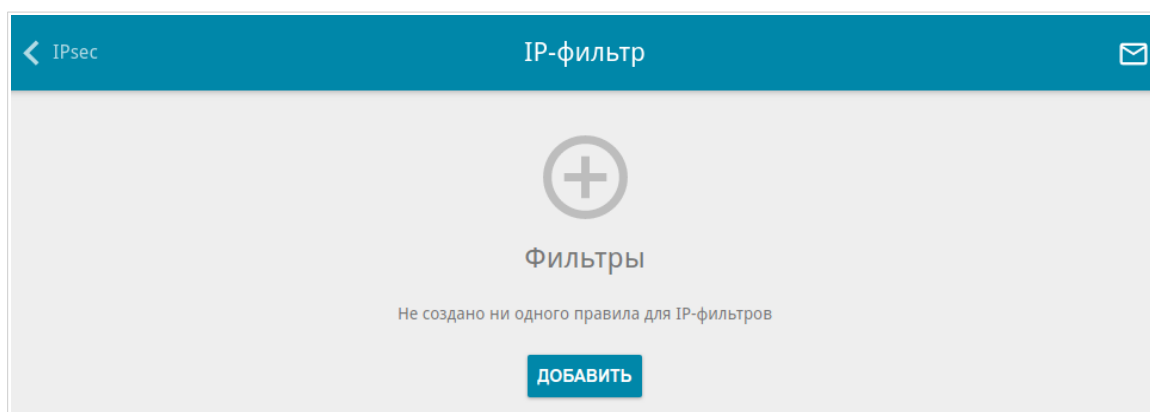 IPsec
IP-фильтр
Фильтры
Не создано ни одного правила для IP-фильтров
ДОБАВИТЬ